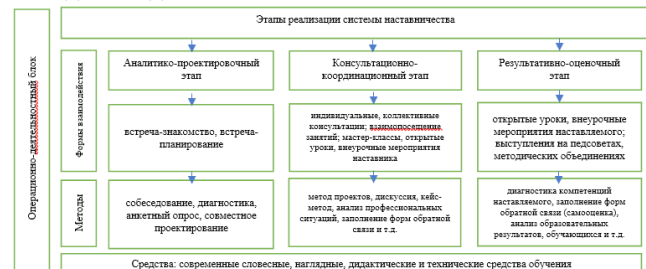 Этапы реализации системы наставничества
Операционно-деятельностный блок
Формы взаимодействия
Аналитико-проектировочный
этап
Консультационно-
координационный этап
Результативно-оценочный
этап
встреча-знакомство, встреча-
планирование
индивидуальные, коллективные
консультации; взаимопосещение
занятий; мастер-классы, открытые
уроки, внеурочные мероприятия
наставника
открытые уроки, внеурочные
мероприятия наставляемого;
выступления на педсоветах,
методических объединениях
Методы
собеседование, диагностика,
анкетный опрос, совместное
проектирование
метод проектов, дискуссия, кейс-
метод, анализ профессиональных
ситуаций, заполнение форм обратной
связи и т.д.
диагностика компетенций
наставляемого, заполнение форм
обратной связи (самооценка),
анализ образовательных
результатов, обучающихся и т.д.
Средства: современные словесные, наглядные, дидактические и технические средства обучения